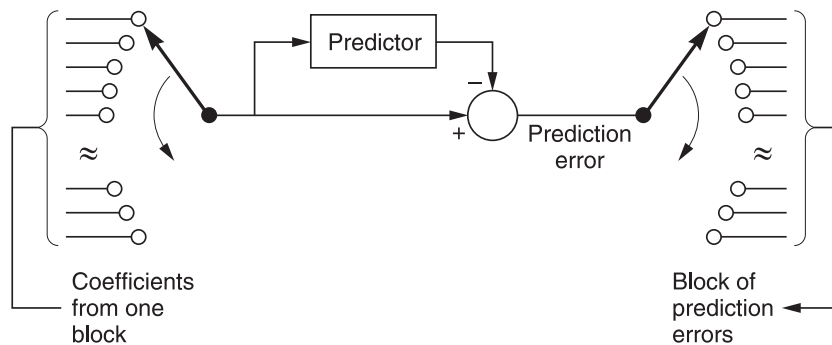 Predictor
−
+
Prediction
error
≈
≈
Coefficients
from one
block
Block of
prediction
errors